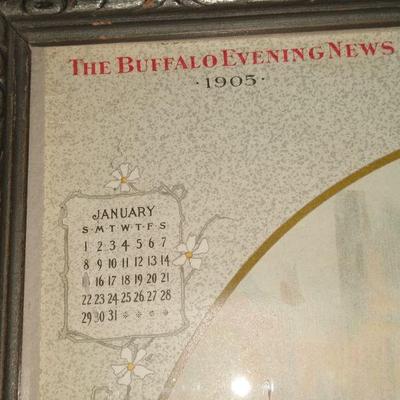 THE BUFFALO EVENING NEWS
·1905·
JANUARY
S·M·T·W·T·F·S
1 2 3 4 5 6 7
8 9 10 11 12 13 14
16 17 18 19 20 21
22 23 24 25 26 27 28
29 30 31